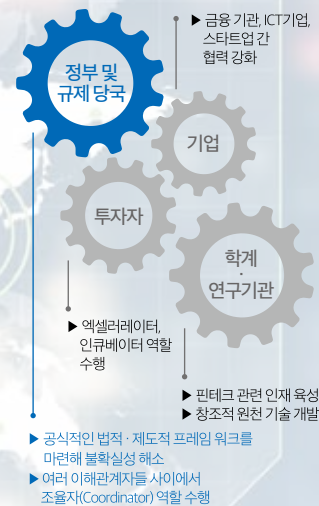 ▶ 금융 기관, ICT기업,
스타트업 간
협력 강화
정부 및
규제 당국
기업
투자자
학계
·
연구기관
▶ 엑셀러레이터,
인큐베이터 역할
수행
▶ 핀테크 관련 인재 육성
▶ 창조적 원천 기술 개발
▶ 공식적인 법적 · 제도적 프레임 워크를
마련해 불확실성 해소
▶ 여러 이해관계자들 사이에서
조율자(Coordinator) 역할 수행